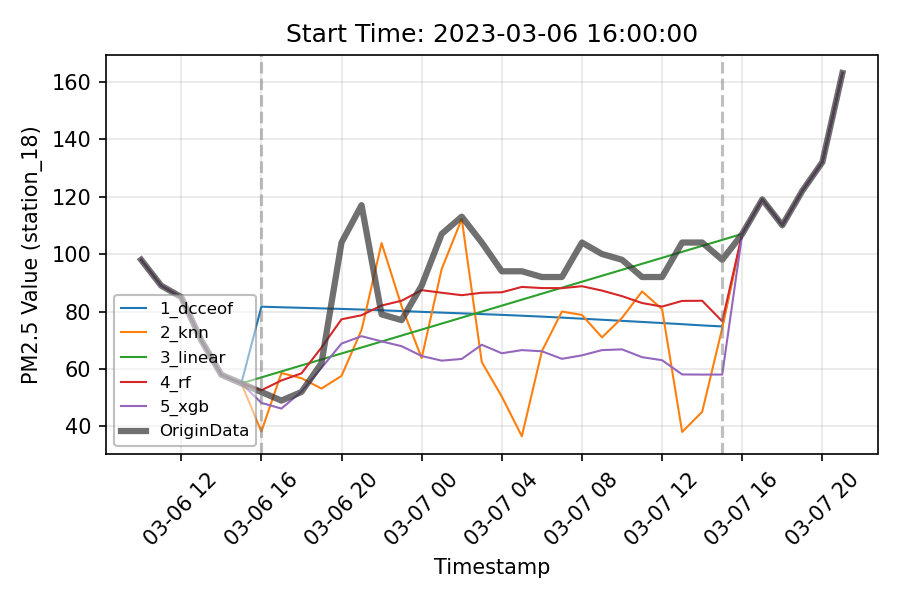 Start Time: 2023-03-06 16:00:00
PM2.5 Value (station_18)
160
140
120
100
80
60
40
1_dcceof
2_knn
3_linear
4_rf
5_xgb
OriginData
03-06 12
03-06 16
03-06 20
03-07 00
03-07 04
03-07 08
03-07 12
03-07 16
03-07 20
Timestamp